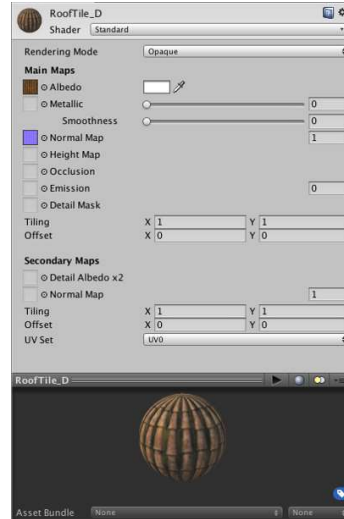 RoofTile_D
Shader Standard
Rendering Mode Opaque
Main Maps
Albedo
Metallic 0
Smoothness 0
Normal Map 1
Height Map
Occlusion
Emission 0
Detail Mask
Tiling X 1 Y 1
Offset X 0 Y 0
Secondary Maps
Detail Albedo x2
Normal Map 1
Tiling X 1 Y 1
Offset X 0 Y 0
UV Set UV0
RoofTile_D
Asset Bundle None None